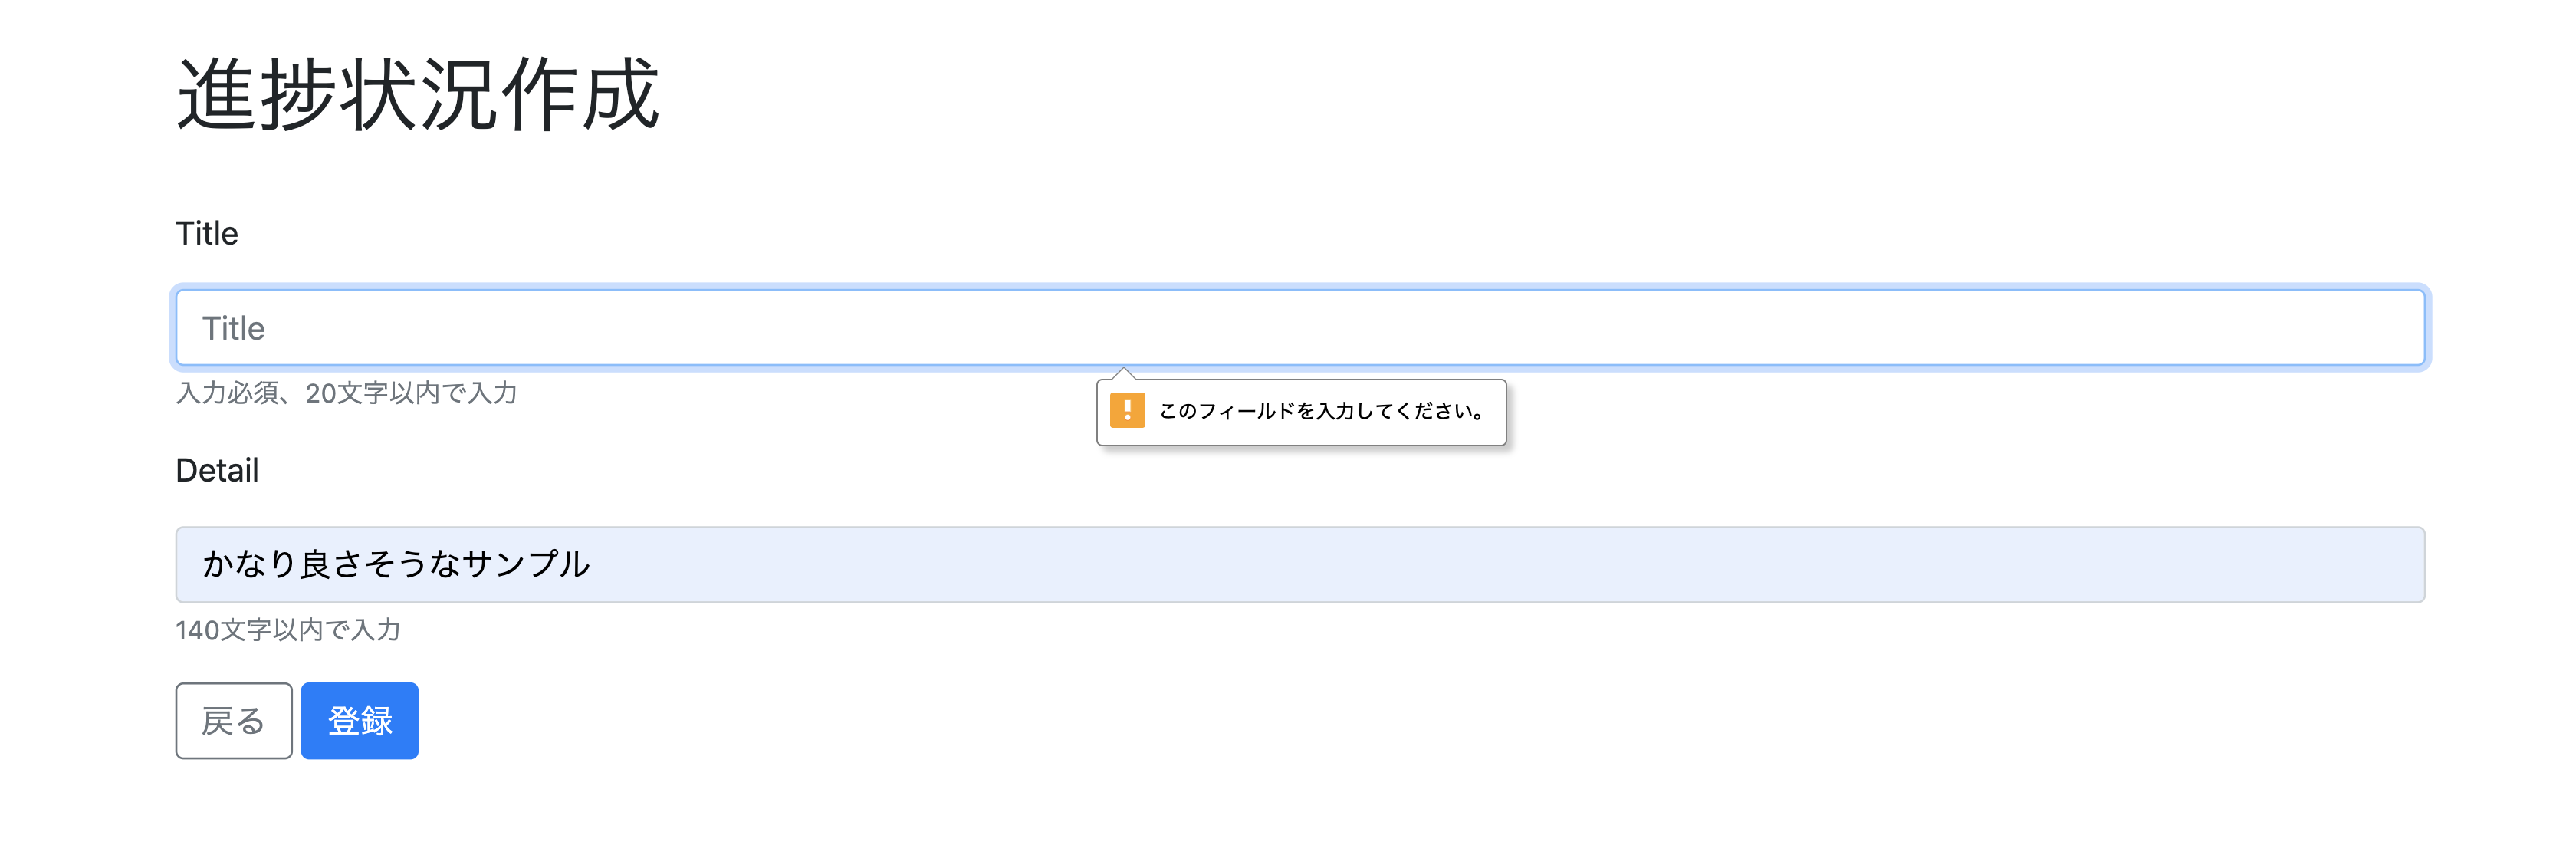 進捗状況作成
Title
Title
入力必須、20文字以内で入力
このフィールドを入力してください。
Detail
かなり良さそうなサンプル
140文字以内で入力
戻る 登録